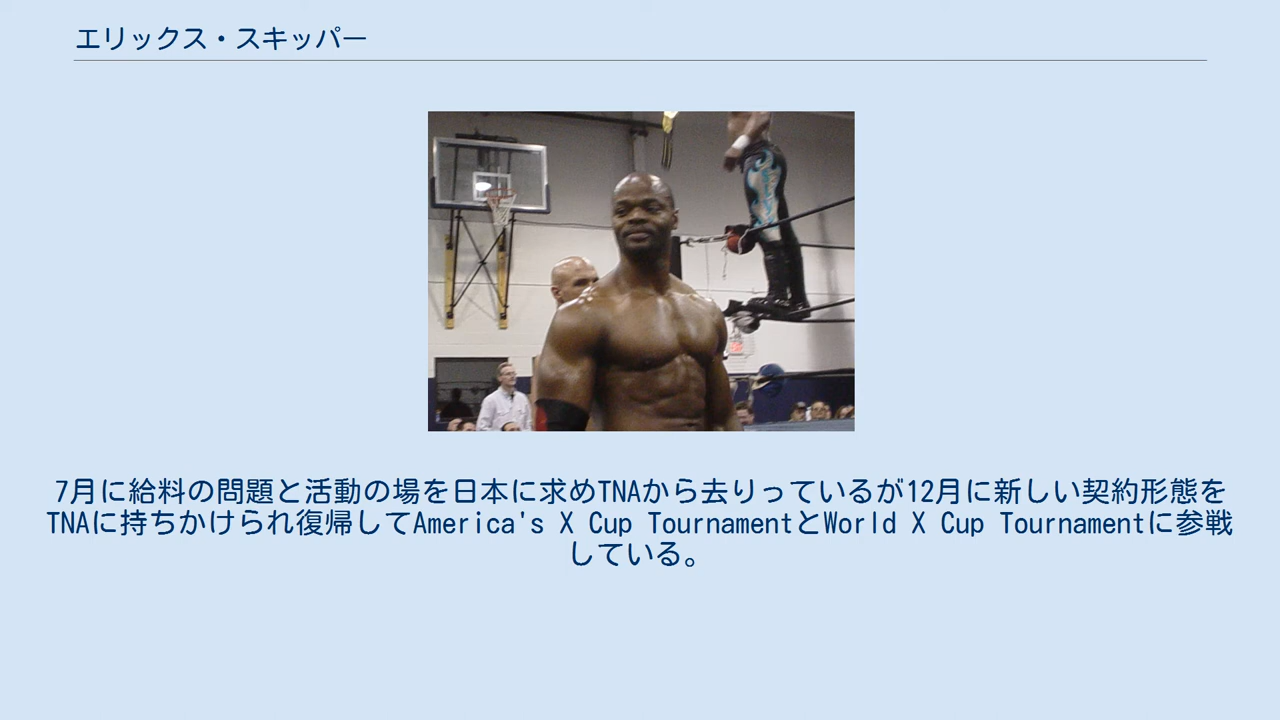 エリックス・スキッパー
7月に給料の問題と活動の場を日本に求めTNAから去りっているが12月に新しい契約形態を
TNAに持ちかけられ復帰してAmerica's X Cup TournamentとWorld X Cup Tournamentに参戦
している。